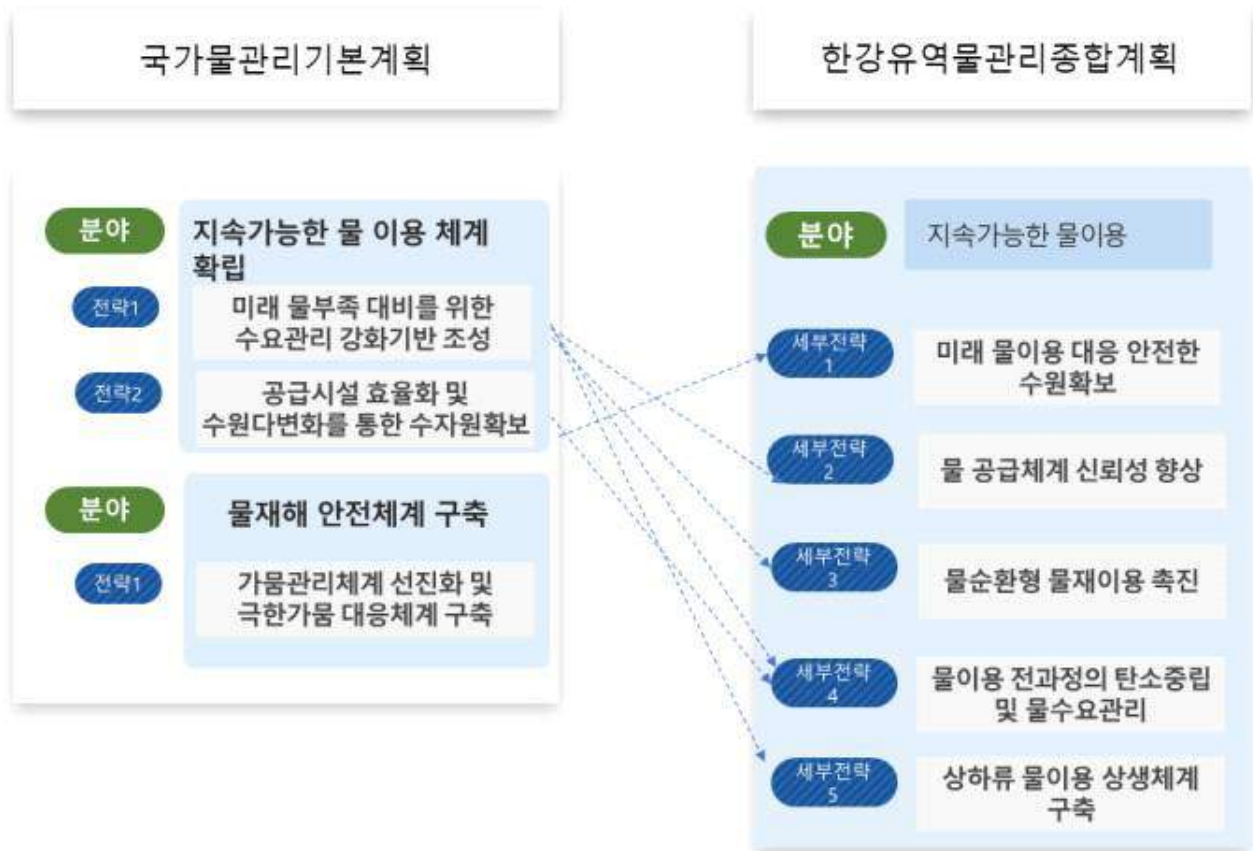 국가물관리기본계획
분야
지속가능한 물 이용 체계
확립
전략1
미래 물부족 대비를 위한
수요관리 강화기반 조성
전략2
공급시설 효율화 및
수원다변화를 통한 수자원확보
분야
물재해 안전체계 구축
전략1
가뭄관리체계 선진화 및
극한가뭄 대응체계 구축
한강유역물관리종합계획
분야
지속가능한 물이용
세부전략
1
미래 물이용 대응 안전한
수원확보
세부전략
2
물 공급체계 신뢰성 향상
세부전략
3
물순환형 물재이용 촉진
세부전략
4
물이용 전과정의 탄소중립
및 물수요관리
세부전략
5
상하류 물이용 상생체계
구축